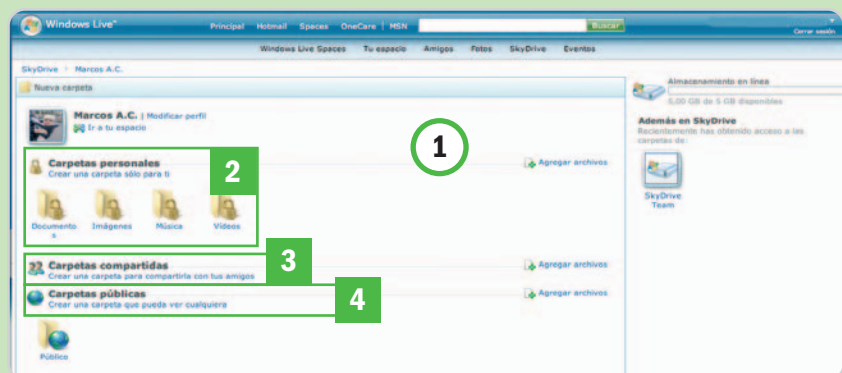 Windows Live™
Principal Hotmail Spaces OneCare | MSN
Buscar
Cerrar sesión
Windows Live Spaces Tu espacio Amigos Fotos SkyDrive Eventos
SkyDrive › Marcos A.C.
Nueva carpeta
Marcos A.C. | Modificar perfil
Ir a tu espacio
1
Carpetas personales
Crear una carpeta sólo para ti
2
Agregar archivos
Documento
s
Imágenes
Música
Vídeos
Carpetas compartidas
Crear una carpeta para compartirla con tus amigos
3
Agregar archivos
Carpetas públicas
Crear una carpeta que pueda ver cualquiera
4
Agregar archivos
Público
Almacenamiento en línea
5,00 GB de 5 GB disponibles
Además en SkyDrive
Recientemente has obtenido acceso a las
carpetas de:
SkyDrive
Team